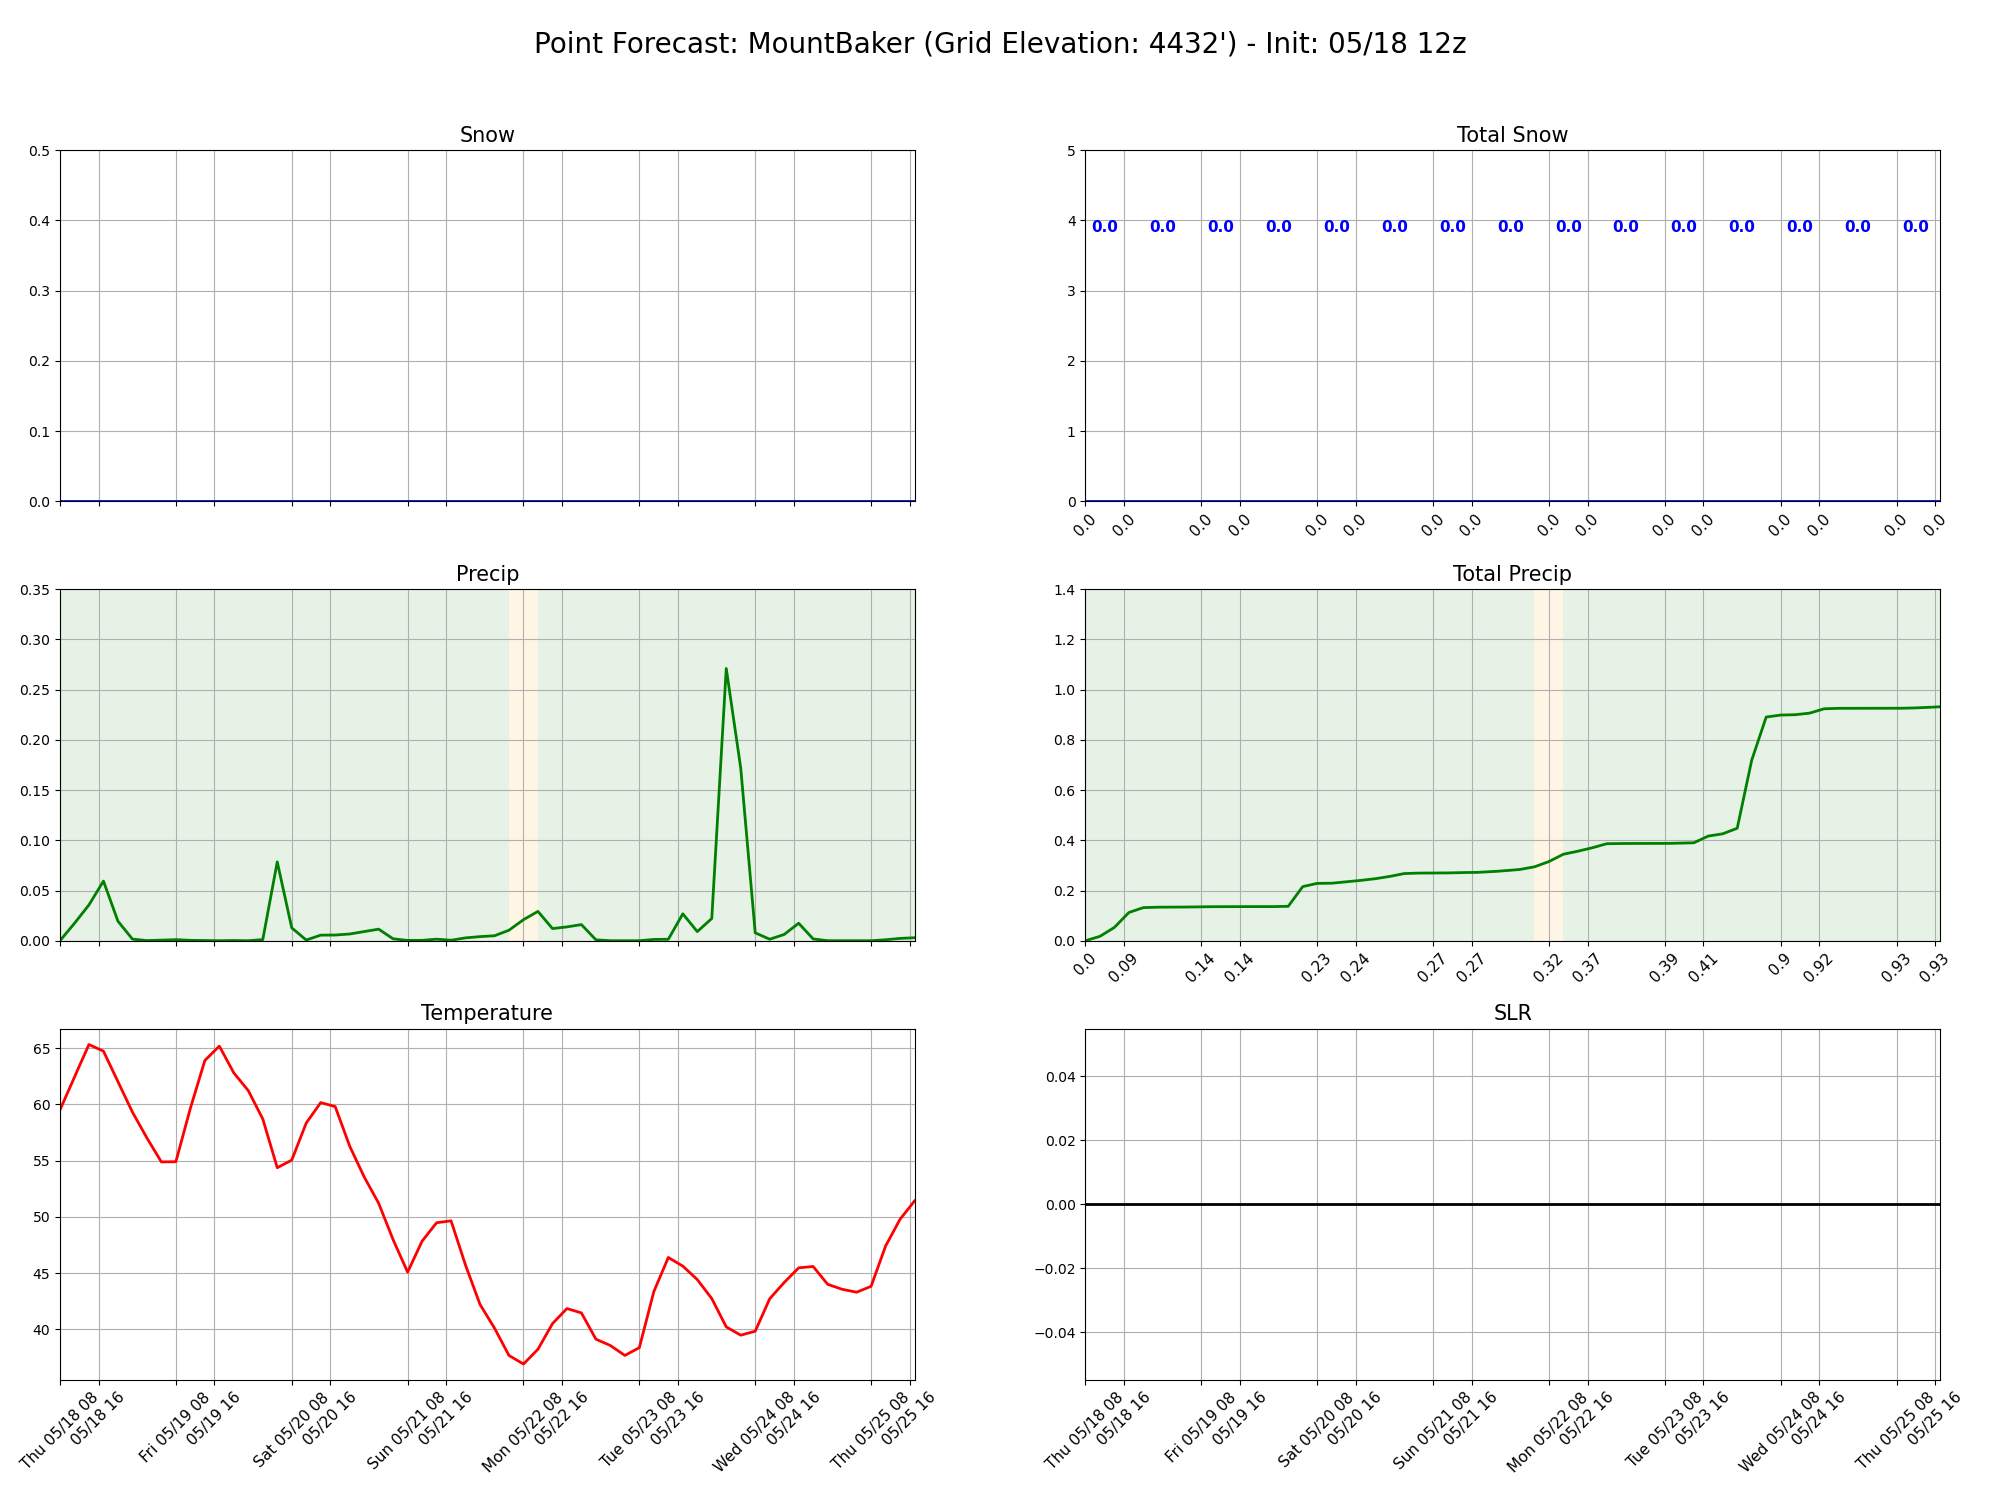 Point Forecast: MountBaker (Grid Elevation: 4432') - Init: 05/18 12z
Snow
0.5
0.4
0.3
0.2
0.1
0.0
Total Snow
5
4
3
2
1
0
0.0 0.0 0.0 0.0 0.0 0.0 0.0 0.0 0.0 0.0 0.0 0.0 0.0 0.0 0.0
0.0 0.0 0.0 0.0 0.0 0.0 0.0 0.0 0.0 0.0 0.0 0.0 0.0 0.0 0.0 0.0
Precip
0.35
0.30
0.25
0.20
0.15
0.10
0.05
0.00
Total Precip
1.4
1.2
1.0
0.8
0.6
0.4
0.2
0.0
0.0 0.09 0.14 0.14 0.23 0.24 0.27 0.27 0.32 0.37 0.39 0.41 0.9 0.92 0.93 0.93
Temperature
65
60
55
50
45
40
Thu 05/18 08
05/18 16
Fri 05/19 08
05/19 16
Sat 05/20 08
05/20 16
Sun 05/21 08
05/21 16
Mon 05/22 08
05/22 16
Tue 05/23 08
05/23 16
Wed 05/24 08
05/24 16
Thu 05/25 08
05/25 16
SLR
0.04
0.02
0.00
−0.02
−0.04
Thu 05/18 08
05/18 16
Fri 05/19 08
05/19 16
Sat 05/20 08
05/20 16
Sun 05/21 08
05/21 16
Mon 05/22 08
05/22 16
Tue 05/23 08
05/23 16
Wed 05/24 08
05/24 16
Thu 05/25 08
05/25 16